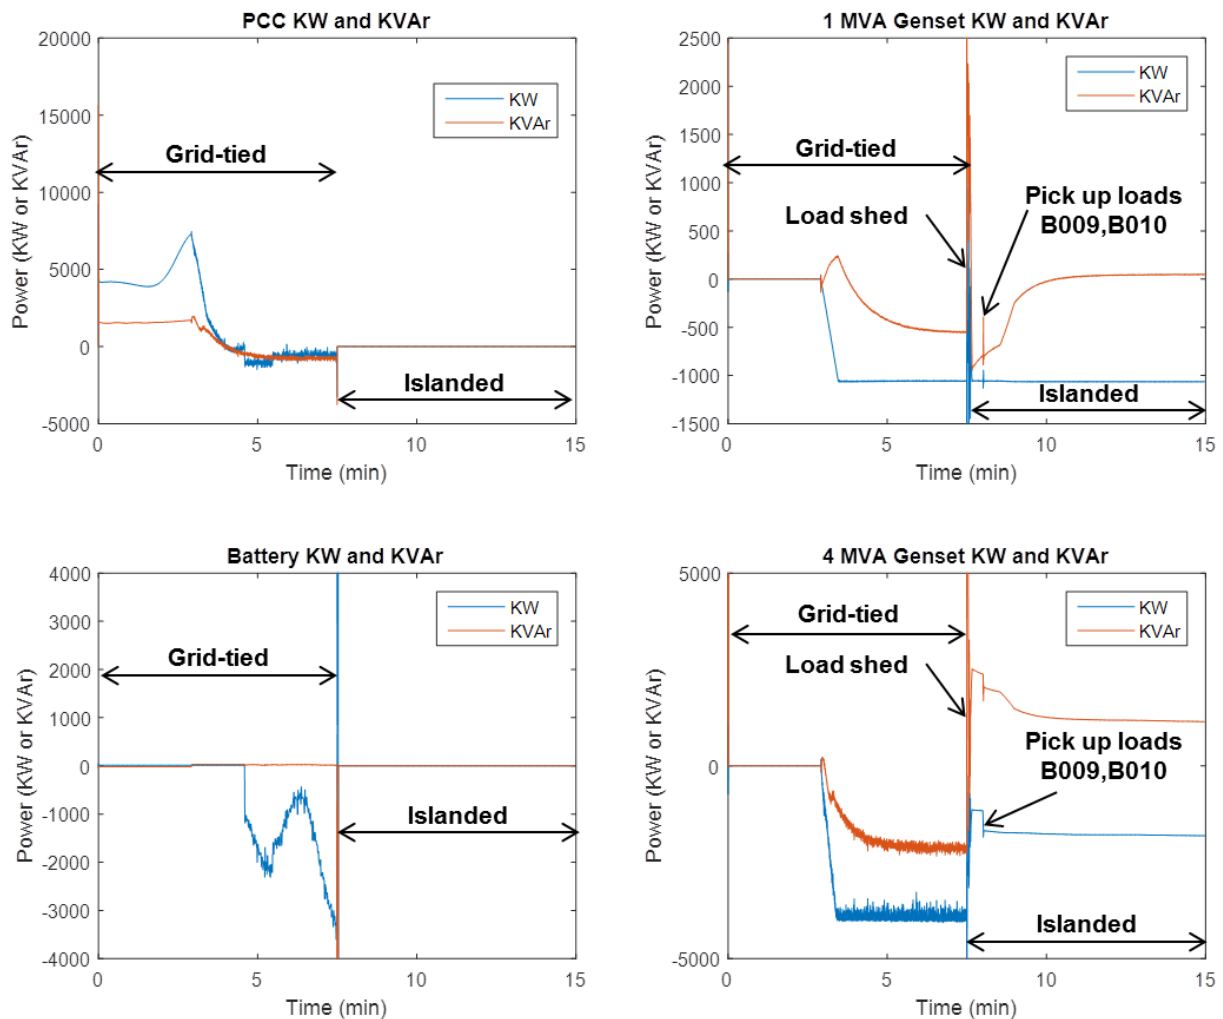 PCC KW and KVAr
20000
15000
10000
5000
0
-5000
Power (KW or KVAr)
KW
KVAr
Grid-tied
Islanded
0
5
10
15
Time (min)
1 MVA Genset KW and KVAr
2500
2000
1500
1000
500
0
-500
-1000
-1500
Power (KW or KVAr)
KW
KVAr
Grid-tied
Load shed
Pick up loads
B009,B010
Islanded
0
5
10
15
Time (min)
Battery KW and KVAr
4000
3000
2000
1000
0
-1000
-2000
-3000
-4000
Power (KW or KVAr)
KW
KVAr
Grid-tied
Islanded
0
5
10
15
Time (min)
4 MVA Genset KW and KVAr
5000
0
-5000
Power (KW or KVAr)
KW
KVAr
Grid-tied
Load shed
Pick up loads
B009,B010
Islanded
0
5
10
15
Time (min)